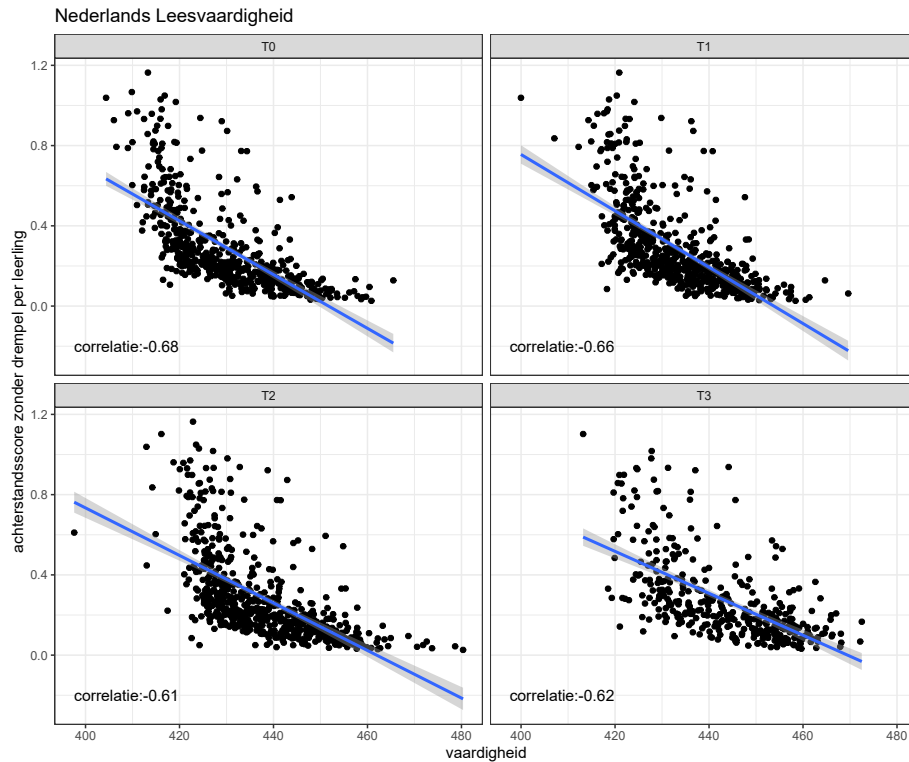 Nederlands Leesvaardigheid
T0
T1
1.2
0.8
0.4
0.0
correlatie:-0.68
correlatie:-0.66
T2
T3
1.2
0.8
0.4
0.0
correlatie:-0.61
correlatie:-0.62
achterstandsscore zonder drempel per leerling
400
420
440
460
480
400
420
440
460
480
vaardigheid